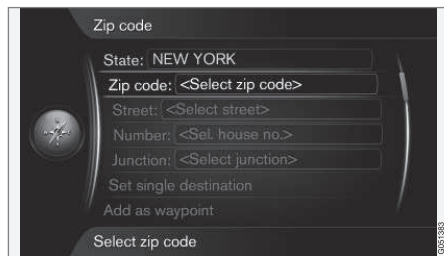 Zip code
State: NEW YORK
Zip code: <Select zip code>
Street: <Select street>
Number: <Sel. house no.>
Junction: <Select junction>
Set single destination
Add as waypoint
Select zip code
G051383